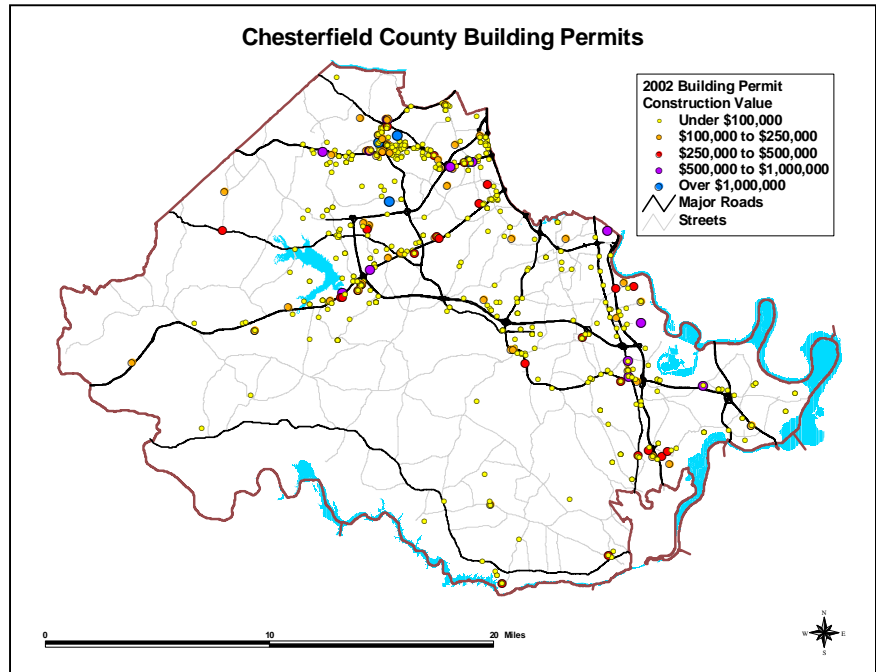 Chesterfield County Building Permits
2002 Building Permit
Construction Value
Under $100,000
$100,000 to $250,000
$250,000 to $500,000
$500,000 to $1,000,000
Over $1,000,000
Major Roads
Streets
0 10 20 Miles
N
W E
S